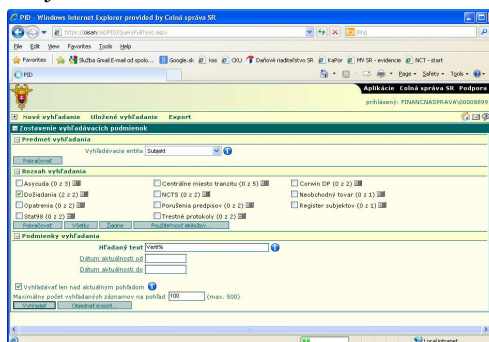 PID - Windows Internet Explorer provided by Colná správa SR
https://oisan/ois/PID/QueryFullText.aspx
Bing
File Edit View Favorites Tools Help
Favorites Služba Gmail E-mail od spolo... Google.sk lois CKU Daňové riaditeľstvo SR KaPor MV SR - evidencie NCT - start
PID
Page Safety Tools
Aplikácie Colná správa SR Podpora
prihlásený: FINANCNASPRAVA\00008899
Nové vyhľadanie Uložené vyhľadania Export
Zostavenie vyhľadávacích podmienok
Predmet vyhľadania
Vyhľadávacia entita Subjekt
Pokračovať
Rozsah vyhľadania
Asycuda (0 z 3) Centrálne miesto tranzitu (0 z 5) Corwin DP (0 z 2)
Dožiadania (2 z 2) NCTS (0 z 2) Neobchodný tovar (0 z 1)
Opatrenia (0 z 2) Porušenia predpisov (0 z 2) Register subjektov (0 z 1)
Stat98 (0 z 2) Trestné protokoly (0 z 2)
Pokračovať Všetky Žiadne Použiteľnosť atribútov...
Podmienky vyhľadania
Hľadaný text Verti%
Dátum aktuálnosti od
Dátum aktuálnosti do
Vyhľadávať len nad aktuálnym pohľadom
Maximálny počet vyhľadaných záznamov na pohľad 100 (max. 500)
Vyhľadať Objednať export...
Local intranet